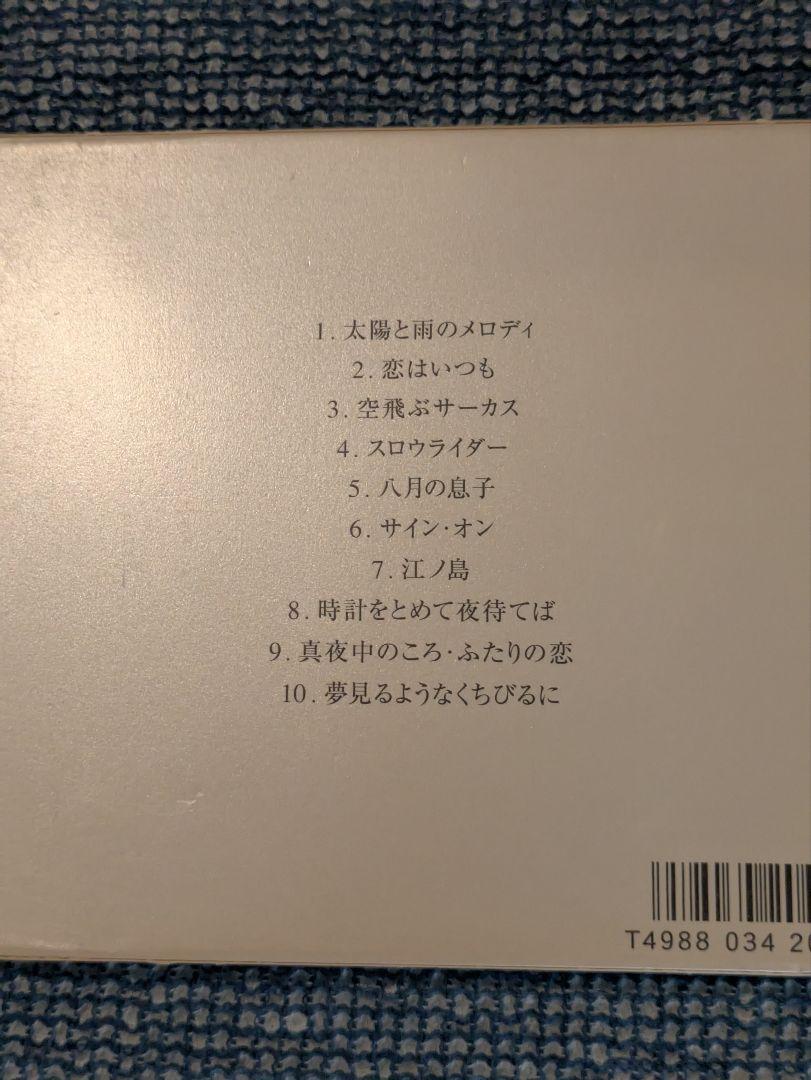 1. 太陽と雨のメロディ
2. 恋はいつも
3. 空飛ぶサーカス
4. スロウライダー
5. 八月の息子
6. サイン・オン
7. 江ノ島
8. 時計をとめて夜待てば
9. 真夜中のころ・ふたりの恋
10. 夢見るようなくちびるに
T4988 034 20